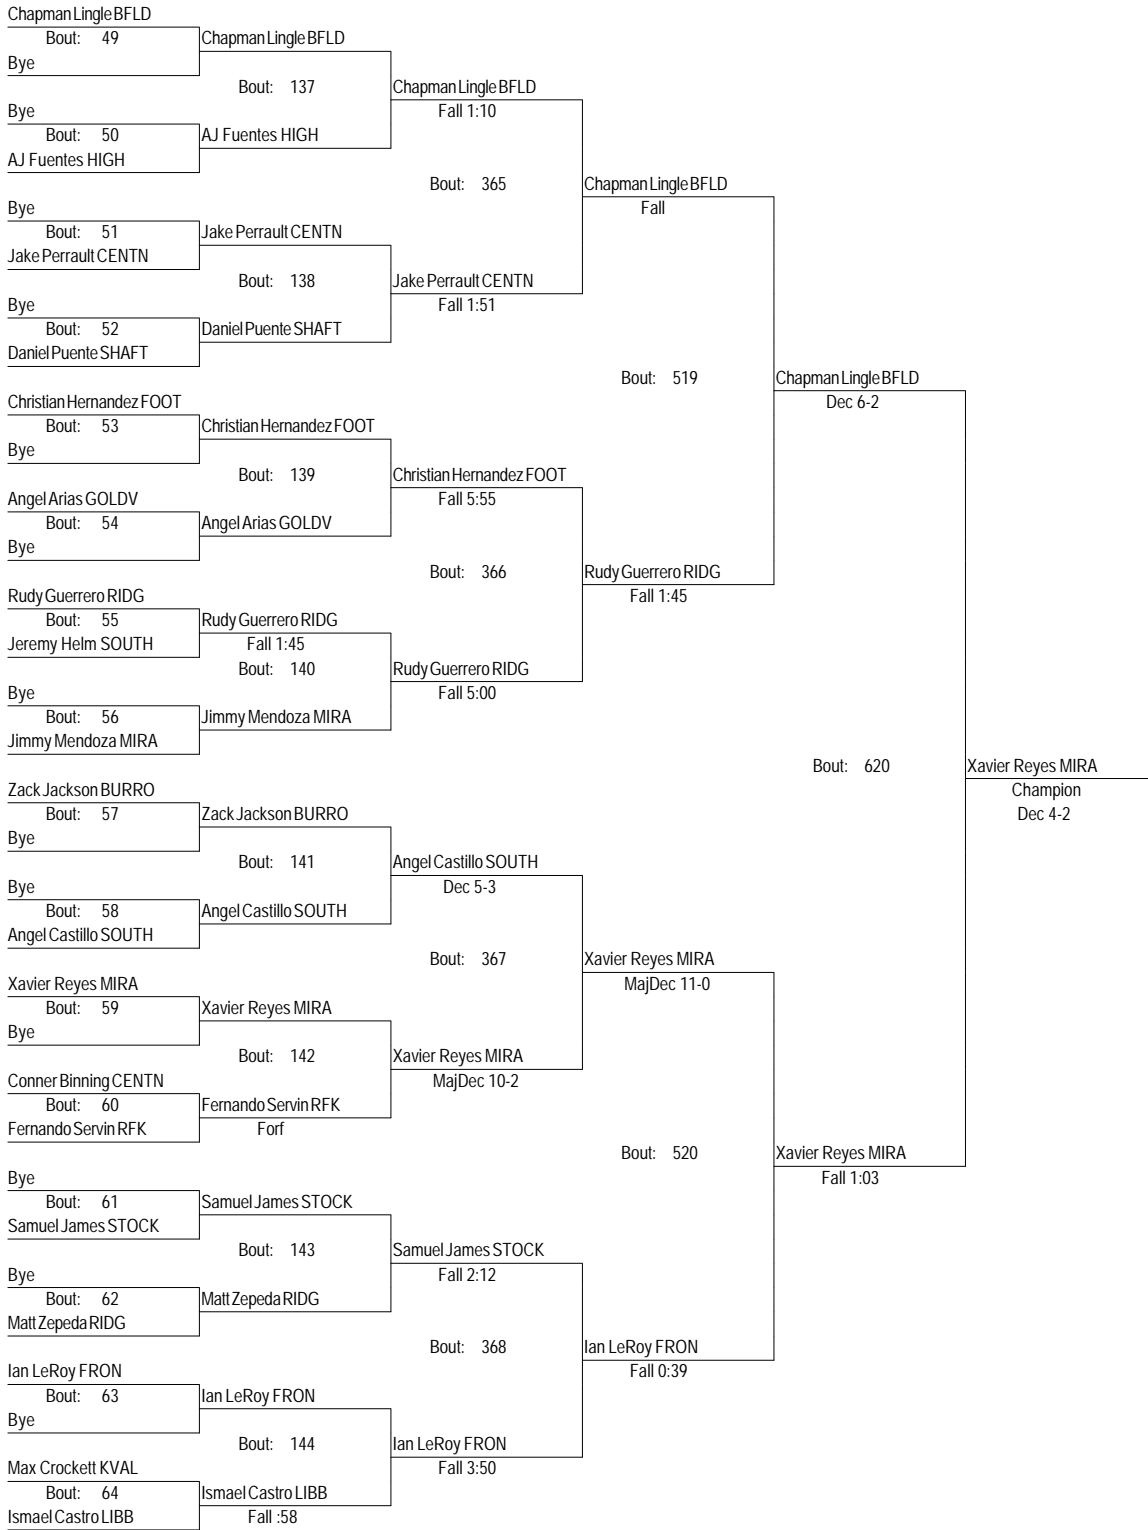 Chapman Lingle BFLD
Bout: 49
Chapman Lingle BFLD
Bye
Bout: 137
Chapman Lingle BFLD
Fall 1:10
Bye
Bout: 50
AJ Fuentes HIGH
AJ Fuentes HIGH
Bout: 365
Chapman Lingle BFLD
Fall
Bye
Bout: 51
Jake Perrault CENTN
Jake Perrault CENTN
Bout: 138
Jake Perrault CENTN
Fall 1:51
Bye
Bout: 52
Daniel Puente SHAFT
Daniel Puente SHAFT
Bout: 519
Chapman Lingle BFLD
Dec 6-2
Christian Hernandez FOOT
Bout: 53
Christian Hernandez FOOT
Bye
Bout: 139
Christian Hernandez FOOT
Fall 5:55
Angel Arias GOLDV
Bout: 54
Angel Arias GOLDV
Bye
Bout: 366
Rudy Guerrero RIDG
Fall 1:45
Rudy Guerrero RIDG
Bout: 55
Rudy Guerrero RIDG
Jeremy Helm SOUTH
Fall 1:45
Bout: 140
Rudy Guerrero RIDG
Fall 5:00
Bye
Bout: 56
Jimmy Mendoza MIRA
Jimmy Mendoza MIRA
Bout: 620
Xavier Reyes MIRA
Champion
Dec 4-2
Zack Jackson BURRO
Bout: 57
Zack Jackson BURRO
Bye
Bout: 141
Angel Castillo SOUTH
Dec 5-3
Bye
Bout: 58
Angel Castillo SOUTH
Angel Castillo SOUTH
Bout: 367
Xavier Reyes MIRA
MajDec 11-0
Xavier Reyes MIRA
Bout: 59
Xavier Reyes MIRA
Bye
Bout: 142
Xavier Reyes MIRA
MajDec 10-2
Conner Binning CENTN
Bout: 60
Fernando Servin RFK
Fernando Servin RFK
Forf
Bout: 520
Xavier Reyes MIRA
Fall 1:03
Bye
Bout: 61
Samuel James STOCK
Samuel James STOCK
Bout: 143
Samuel James STOCK
Fall 2:12
Bye
Bout: 62
Matt Zepeda RIDG
Matt Zepeda RIDG
Bout: 368
Ian LeRoy FRON
Fall 0:39
Ian LeRoy FRON
Bout: 63
Ian LeRoy FRON
Bye
Bout: 144
Ian LeRoy FRON
Fall 3:50
Max Crockett KVAL
Bout: 64
Ismael Castro LIBB
Ismael Castro LIBB
Fall :58